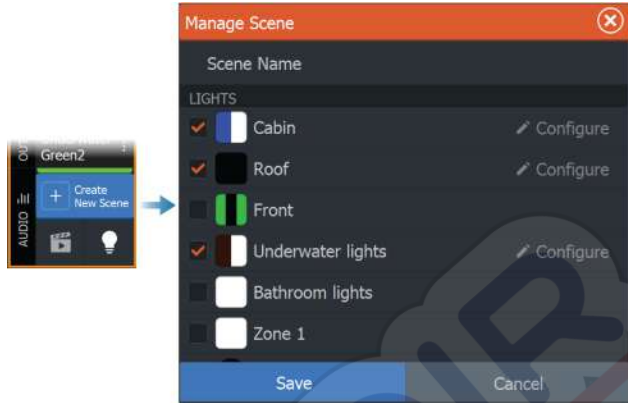 Green2
Create
New Scene
AUDIO
Manage Scene
Scene Name
LIGHTS
Cabin
Configure
Roof
Configure
Front
Underwater lights
Configure
Bathroom lights
Zone 1
Save
Cancel